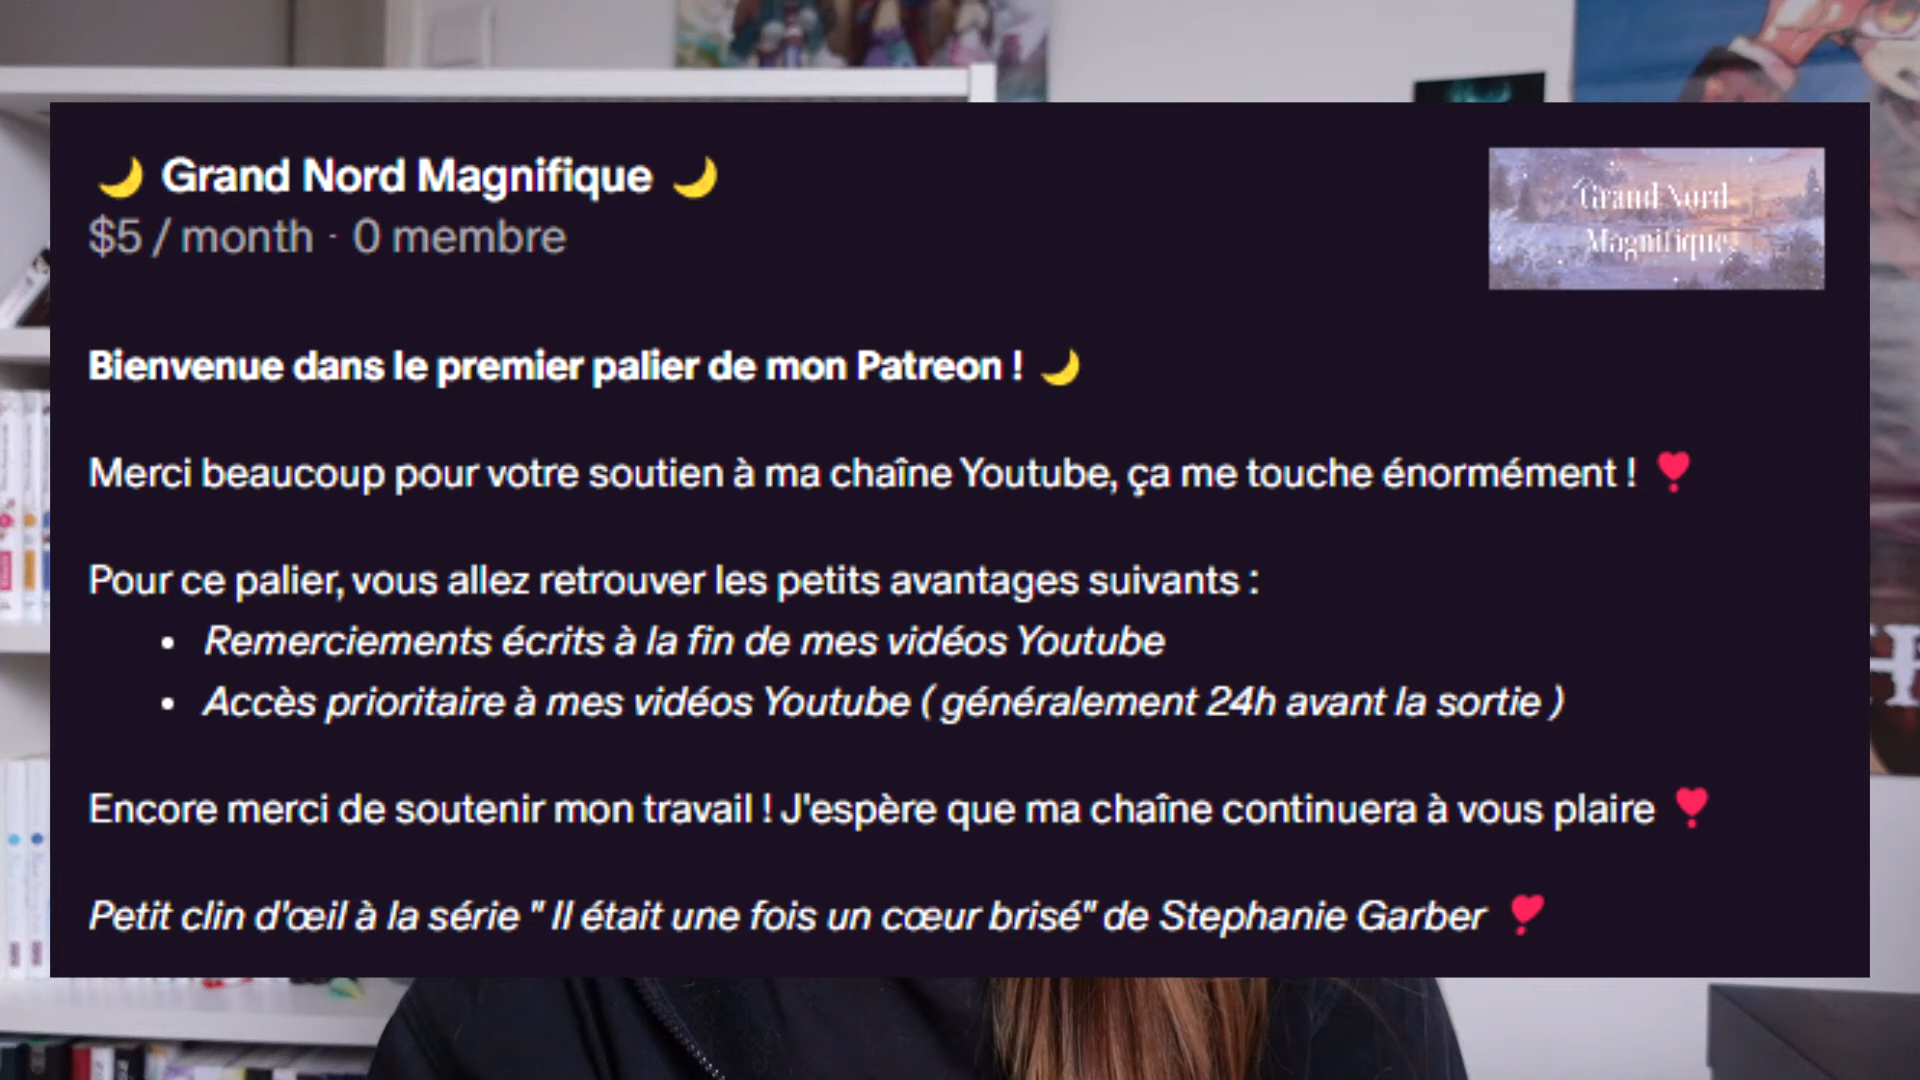 🌙 Grand Nord Magnifique 🌙
$5 / month · 0 membre
Grand Nord
Magnifique
Bienvenue dans le premier palier de mon Patreon ! 🌙
Merci beaucoup pour votre soutien à ma chaîne Youtube, ça me touche énormément ! ❣
Pour ce palier, vous allez retrouver les petits avantages suivants :
• Remerciements écrits à la fin de mes vidéos Youtube
• Accès prioritaire à mes vidéos Youtube ( généralement 24h avant la sortie )
Encore merci de soutenir mon travail ! J'espère que ma chaîne continuera à vous plaire ❣
Petit clin d'œil à la série " Il était une fois un cœur brisé" de Stephanie Garber ❣